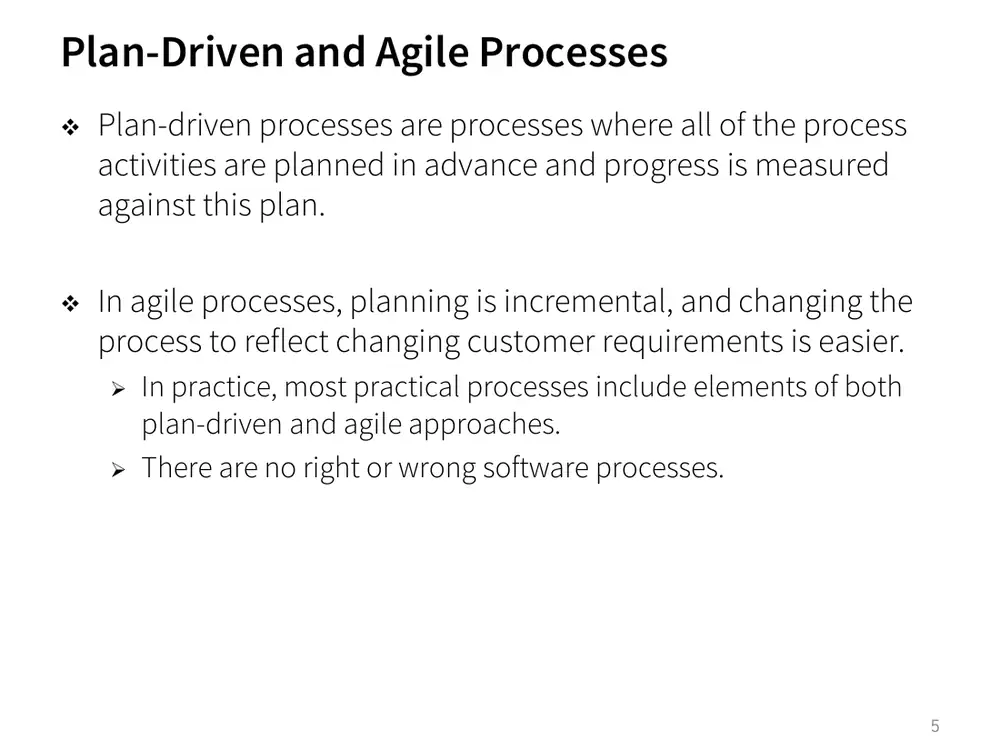 Plan-Driven and Agile Processes
❖ Plan-driven processes are processes where all of the process
activities are planned in advance and progress is measured
against this plan.
❖ In agile processes, planning is incremental, and changing the
process to reflect changing customer requirements is easier.
➢ In practice, most practical processes include elements of both
plan-driven and agile approaches.
➢ There are no right or wrong software processes.
5